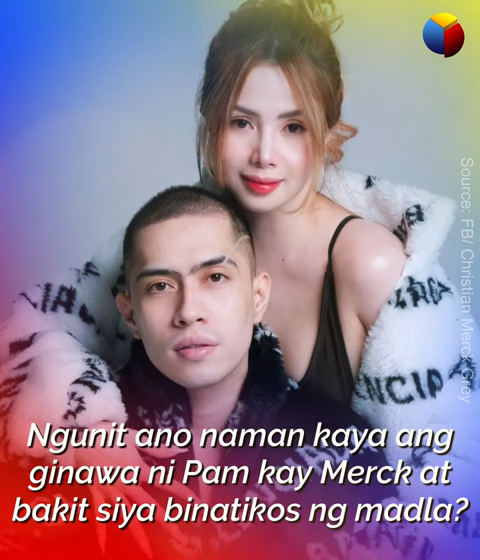 Source: FB/ Christian Merck Grey
Ngunit ano naman kaya ang
ginawa ni Pam kay Merck at
bakit siya binatikos ng madla?